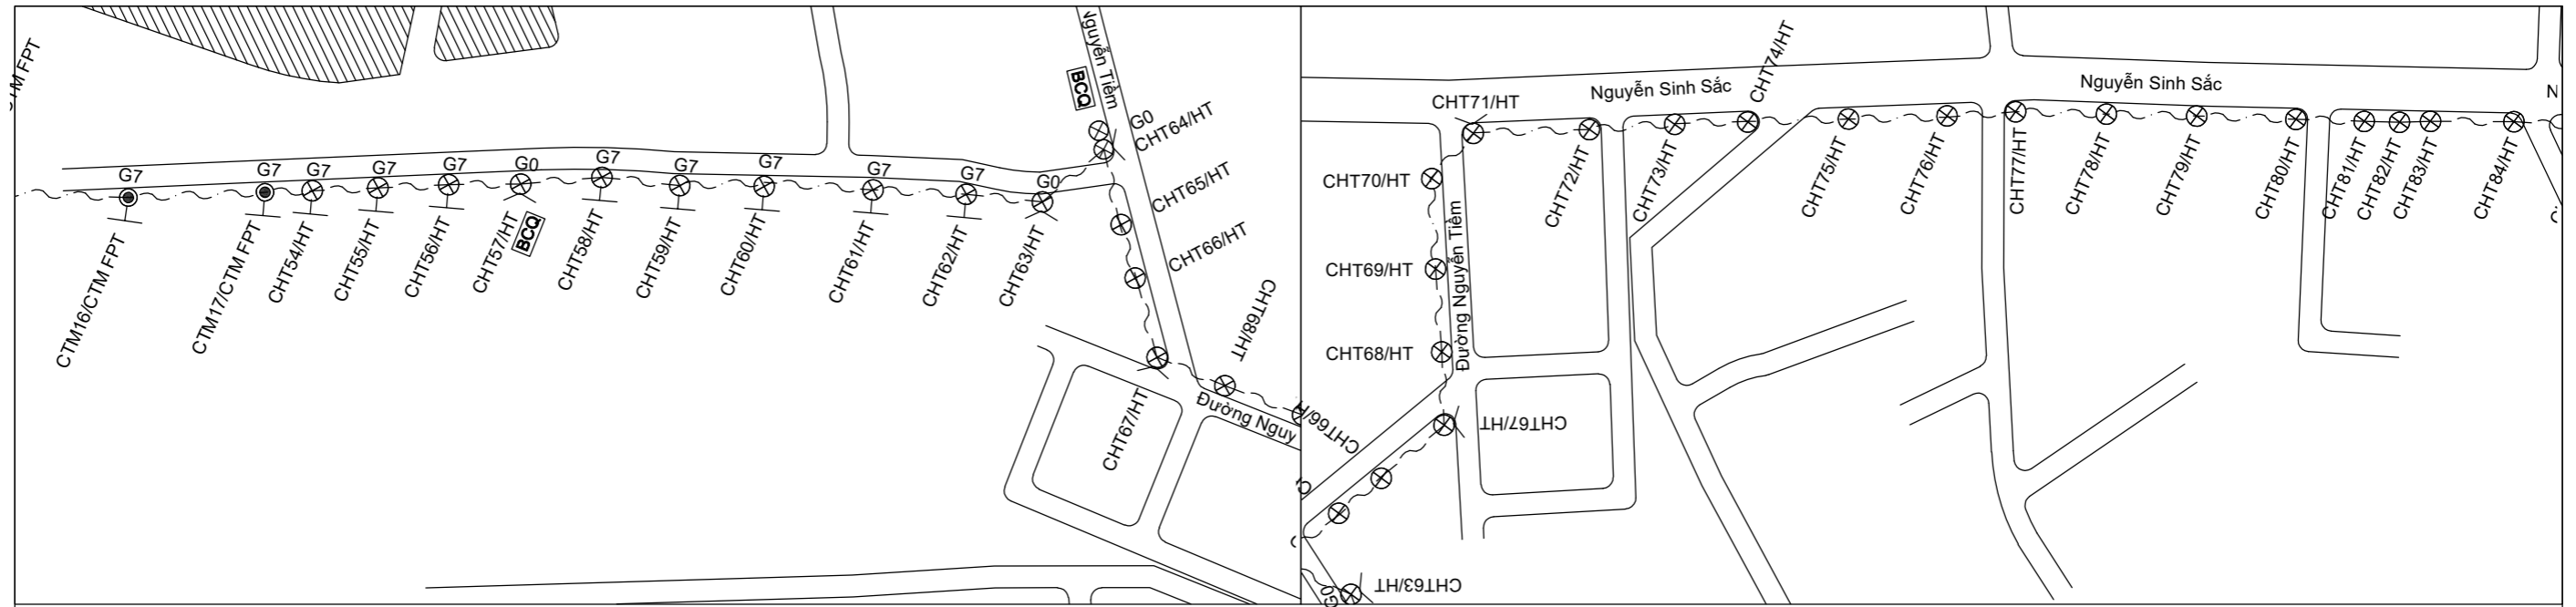 CTM FPT
G7
CTM16/CTM FPT
G7
CTM17/CTM FPT
G7
CHT54/HT
G7
CHT55/HT
G7
CHT56/HT
G0
CHT57/HT
BCQ
G7
CHT58/HT
G7
CHT59/HT
G7
CHT60/HT
G7
CHT61/HT
G7
CHT62/HT
G0
CHT63/HT
Nguyễn Tiềm
BCQ
G0
CHT64/HT
CHT65/HT
CHT66/HT
CHT67/HT
CHT68/HT
Đường Nguy
CHT66/H
G0
CHT63/HT
CHT67/HT
CHT68/HT
CHT69/HT
CHT70/HT
Đường Nguyễn Tiềm
CHT71/HT
Nguyễn Sinh Sắc
CHT72/HT
CHT73/HT
CHT74/HT
CHT75/HT
CHT76/HT
CHT77/HT
Nguyễn Sinh Sắc
CHT78/HT
CHT79/HT
CHT80/HT
CHT81/HT
CHT82/HT
CHT83/HT
CHT84/HT
N